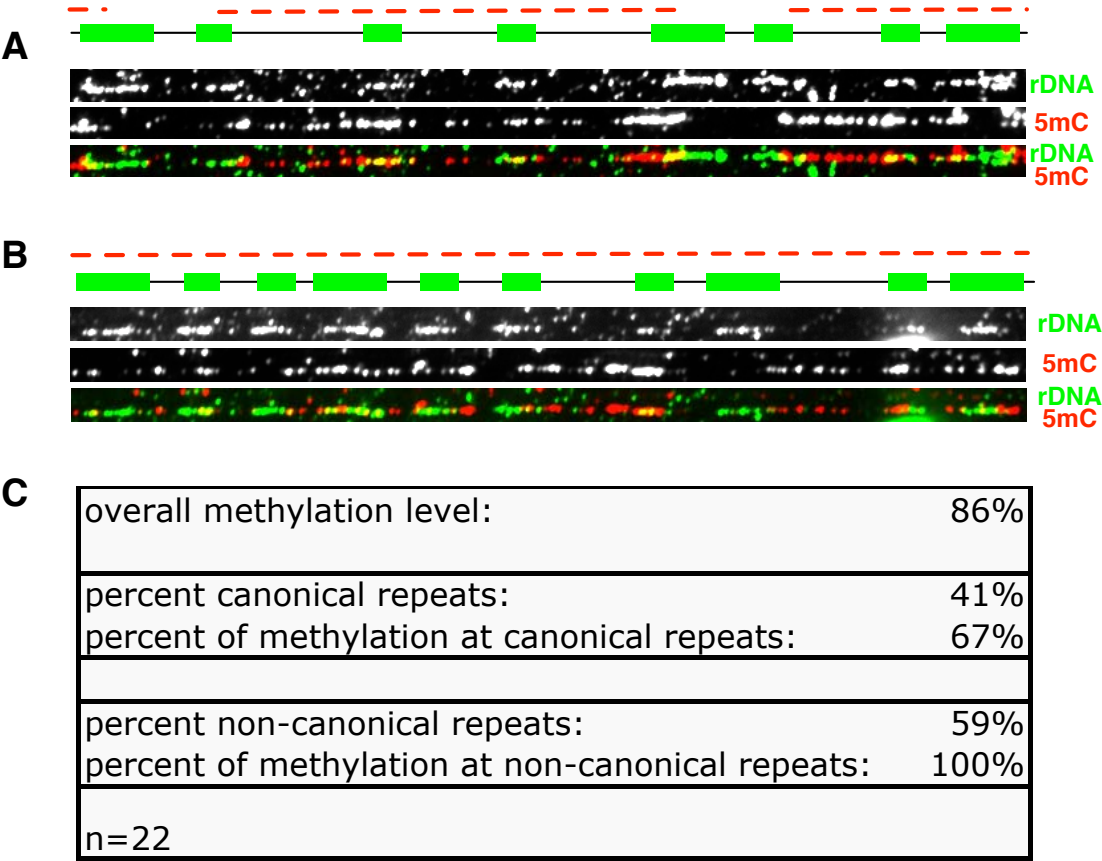 A
rDNA
5mC
rDNA
5mC
B
rDNA
5mC
rDNA
5mC
C
overall methylation level: 86%
percent canonical repeats: 41%
percent of methylation at canonical repeats: 67%
percent non-canonical repeats: 59%
percent of methylation at non-canonical repeats: 100%
n=22